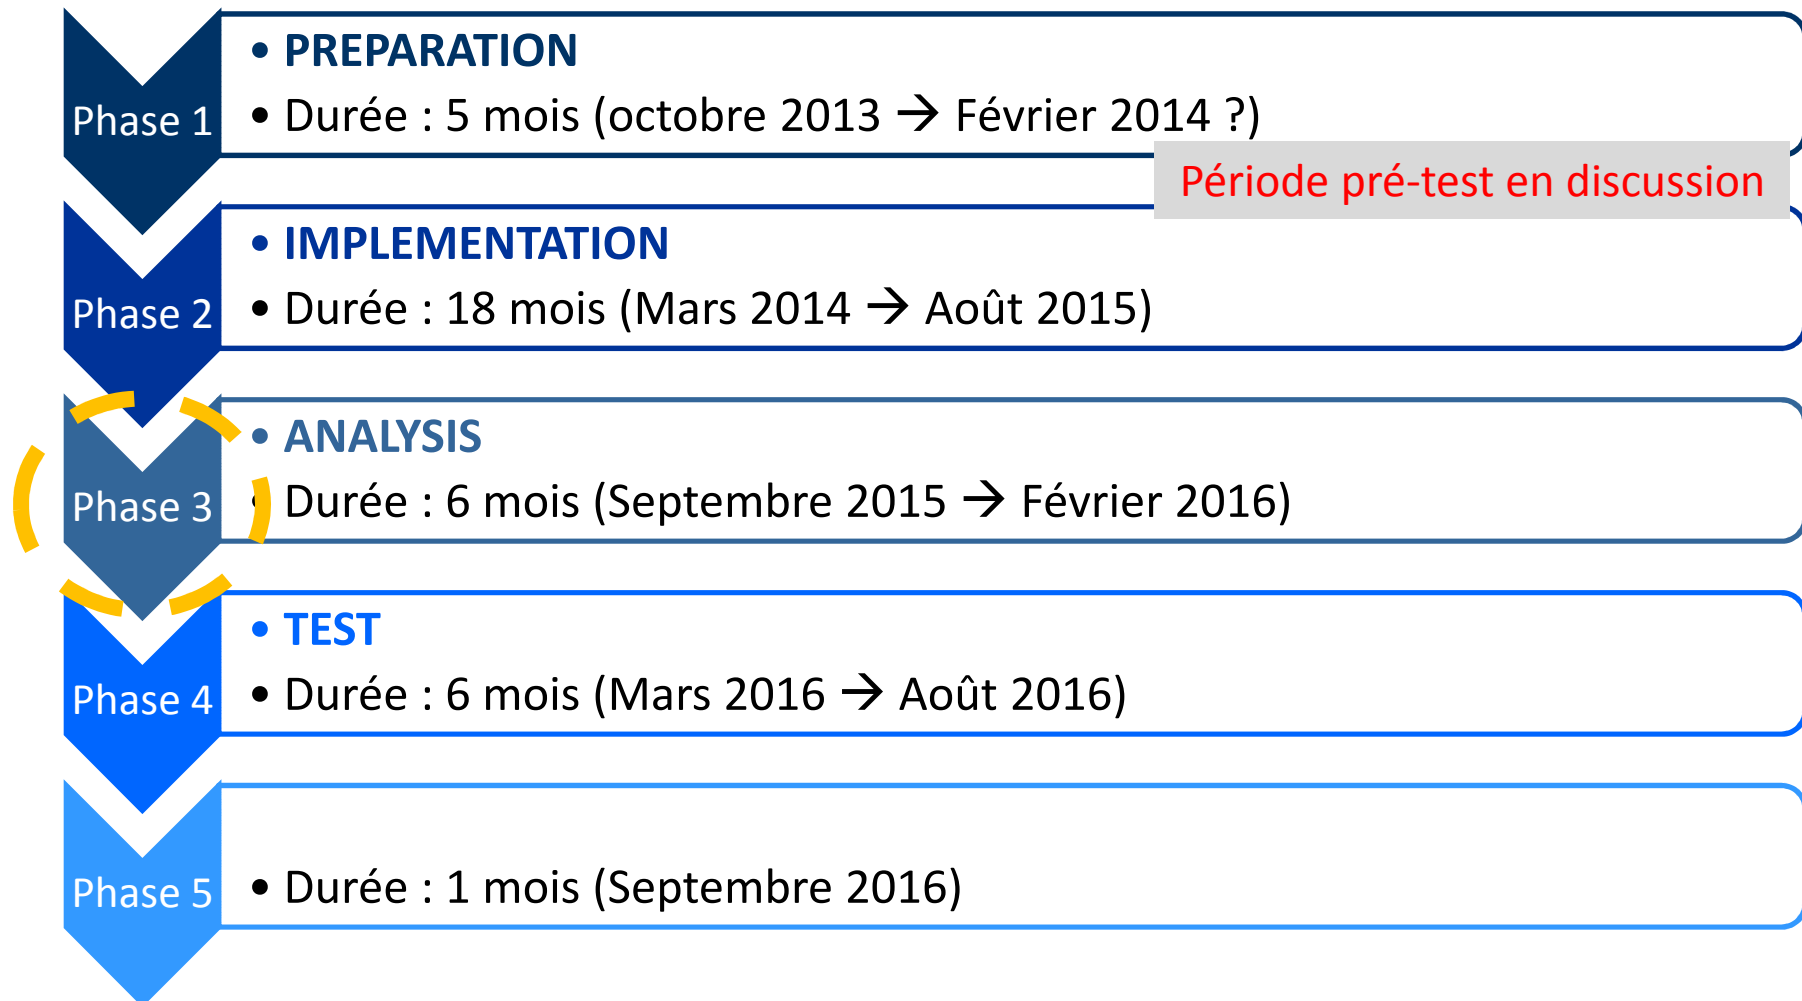 Phase 1
• PREPARATION
• Durée : 5 mois (octobre 2013 → Février 2014 ?)
Période pré-test en discussion
Phase 2
• IMPLEMENTATION
• Durée : 18 mois (Mars 2014 → Août 2015)
Phase 3
• ANALYSIS
• Durée : 6 mois (Septembre 2015 → Février 2016)
Phase 4
• TEST
• Durée : 6 mois (Mars 2016 → Août 2016)
Phase 5
• Durée : 1 mois (Septembre 2016)